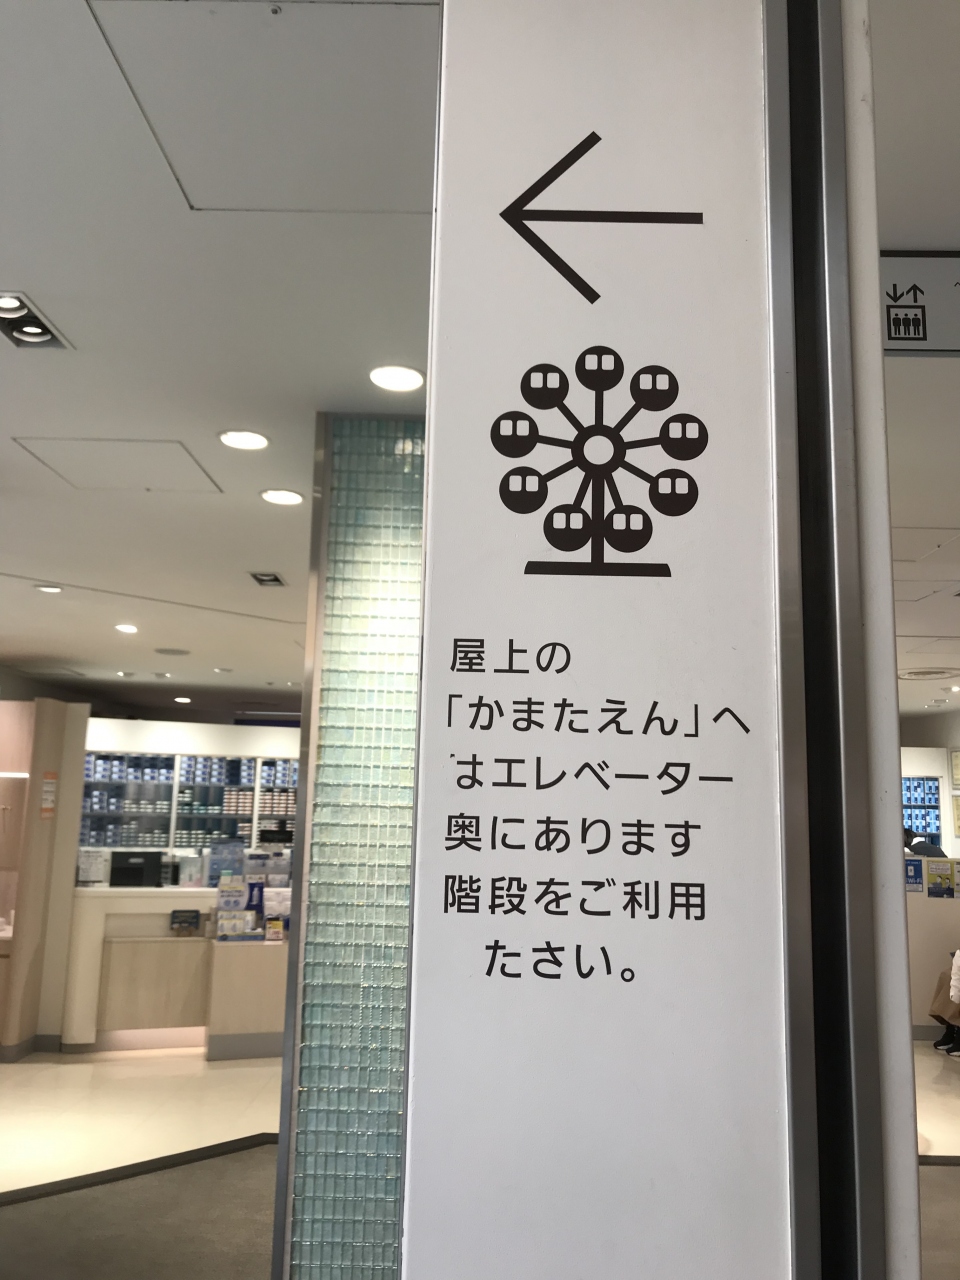 屋上の
「かまたえん」へ
はエレベーター
奥にあります
階段をご利用
たさい。